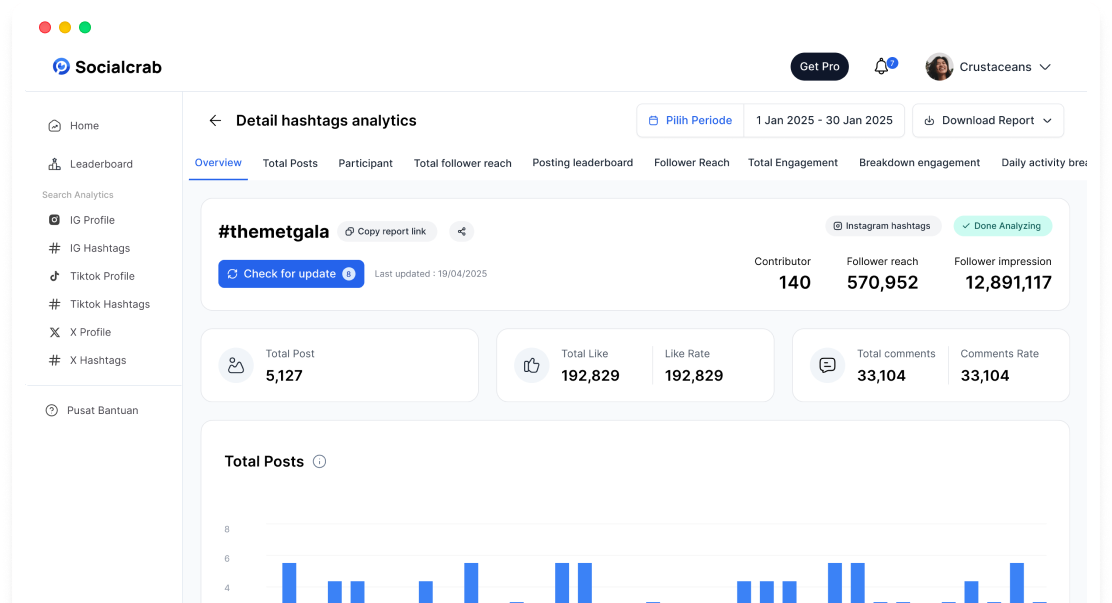 Socialcrab
Get Pro
7
Crustaceans
Home
Leaderboard
Search Analytics
IG Profile
IG Hashtags
Tiktok Profile
Tiktok Hashtags
X Profile
X Hashtags
Pusat Bantuan
Detail hashtags analytics
Pilih Periode
1 Jan 2025 - 30 Jan 2025
Download Report
Overview Total Posts Participant Total follower reach Posting leaderboard Follower Reach Total Engagement Breakdown engagement Daily activity brea
#themetgala
Copy report link
Instagram hashtags
Done Analyzing
Check for update 8
Last updated : 19/04/2025
Contributor
140
Follower reach
570,952
Follower impression
12,891,117
Total Post
5,127
Total Like
192,829
Like Rate
192,829
Total comments
33,104
Comments Rate
33,104
Total Posts
8
6
4